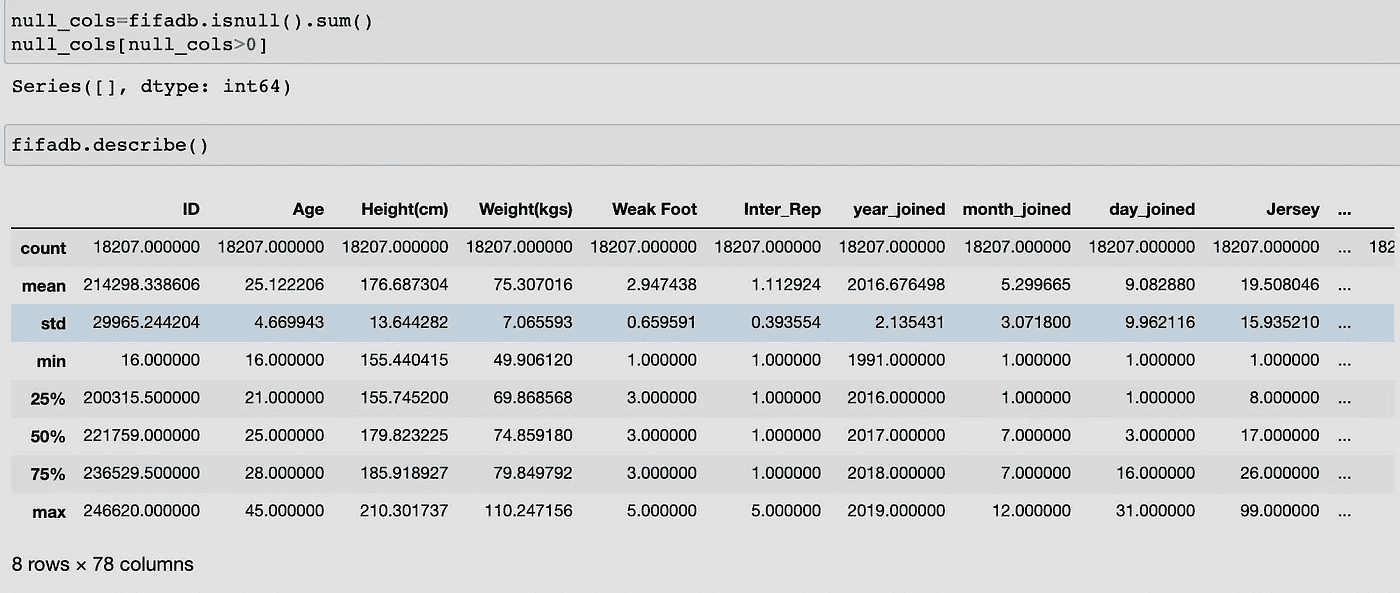 null_cols=fifadb.isnull().sum()
null_cols[null_cols>0]
Series([], dtype: int64)
fifadb.describe()
ID Age Height(cm) Weight(kgs) Weak Foot Inter_Rep year_joined month_joined day_joined Jersey ...
count 18207.000000 18207.000000 18207.000000 18207.000000 18207.000000 18207.000000 18207.000000 18207.000000 18207.000000 18207.000000 ... 182
mean 214298.338606 25.122206 176.687304 75.307016 2.947438 1.112924 2016.676498 5.299665 9.082880 19.508046 ...
std 29965.244204 4.669943 13.644282 7.065593 0.659591 0.393554 2.135431 3.071800 9.962116 15.935210 ...
min 16.000000 16.000000 155.440415 49.906120 1.000000 1.000000 1991.000000 1.000000 1.000000 1.000000 ...
25% 200315.500000 21.000000 155.745200 69.868568 3.000000 1.000000 2016.000000 1.000000 1.000000 8.000000 ...
50% 221759.000000 25.000000 179.823225 74.859180 3.000000 1.000000 2017.000000 7.000000 3.000000 17.000000 ...
75% 236529.500000 28.000000 185.918927 79.849792 3.000000 1.000000 2018.000000 7.000000 16.000000 26.000000 ...
max 246620.000000 45.000000 210.301737 110.247156 5.000000 5.000000 2019.000000 12.000000 31.000000 99.000000 ...
8 rows × 78 columns